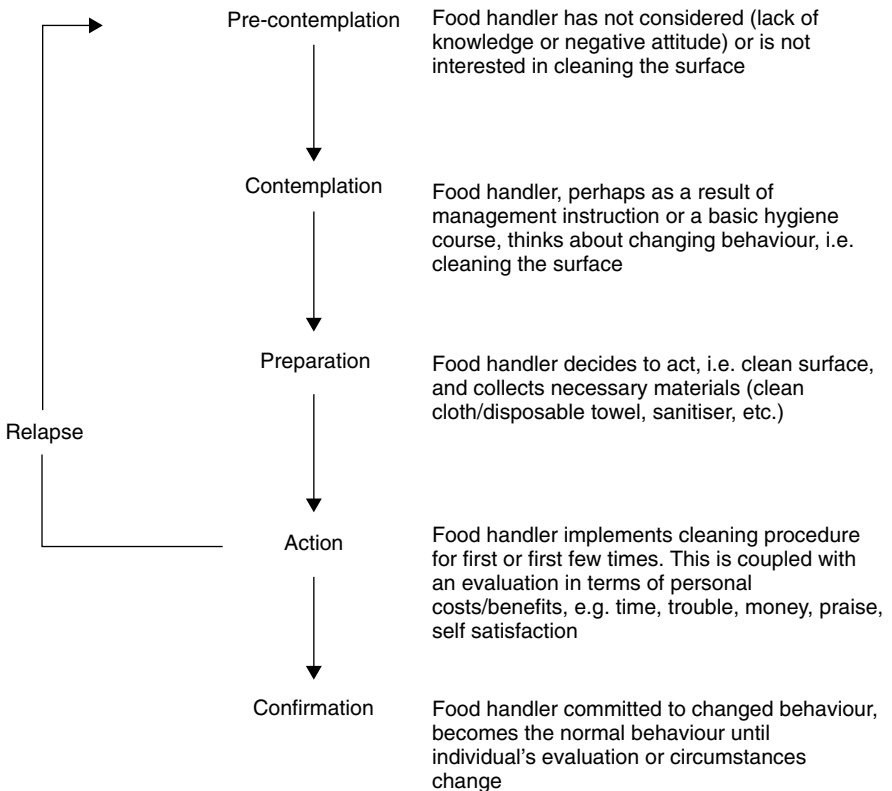 Pre-contemplation
Food handler has not considered (lack of
knowledge or negative attitude) or is not
interested in cleaning the surface
Contemplation
Food handler, perhaps as a result of
management instruction or a basic hygiene
course, thinks about changing behaviour, i.e.
cleaning the surface
Preparation
Food handler decides to act, i.e. clean surface,
and collects necessary materials (clean
cloth/disposable towel, sanitiser, etc.)
Relapse
Action
Food handler implements cleaning procedure
for first or first few times. This is coupled with
an evaluation in terms of personal
costs/benefits, e.g. time, trouble, money, praise,
self satisfaction
Confirmation
Food handler committed to changed behaviour,
becomes the normal behaviour until
individual's evaluation or circumstances
change